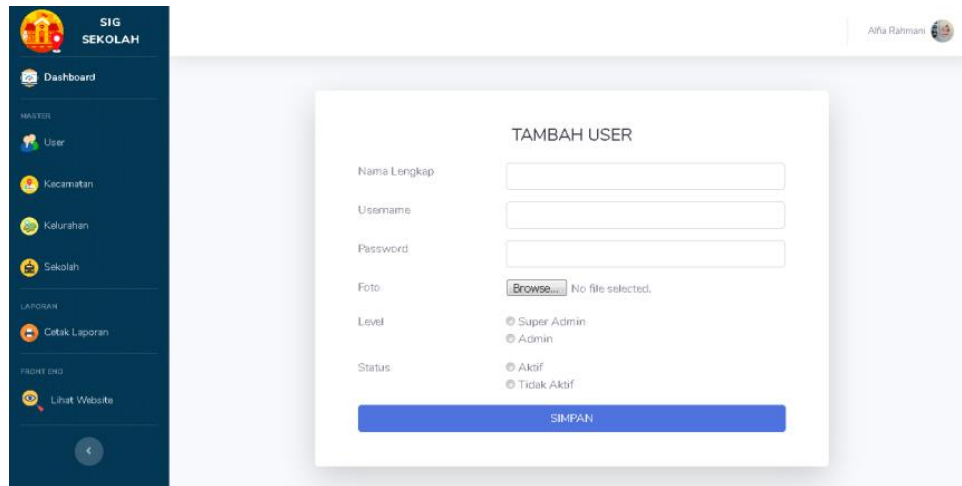 SIG
SEKOLAH
Alfia Rahmani
Dashboard
MASTER
User
Kecamatan
Kelurahan
Sekolah
LAPORAN
Cetak Laporan
FRONT END
Lihat Website
TAMBAH USER
Nama Lengkap
Username
Password
Foto
Browse... No file selected.
Level
Super Admin
Admin
Status
Aktif
Tidak Aktif
SIMPAN